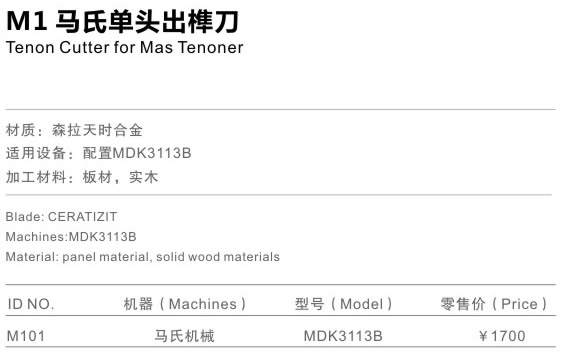 M1 马氏单头出榫刀
Tenon Cutter for Mas Tenoner
材质：森拉天时合金
适用设备：配置MDK3113B
加工材料：板材，实木
Blade: CERATIZIT
Machines:MDK3113B
Material: panel material, solid wood materials
ID NO. 机器（Machines） 型号（Model） 零售价（Price）
M101 马氏机械 MDK3113B ￥1700